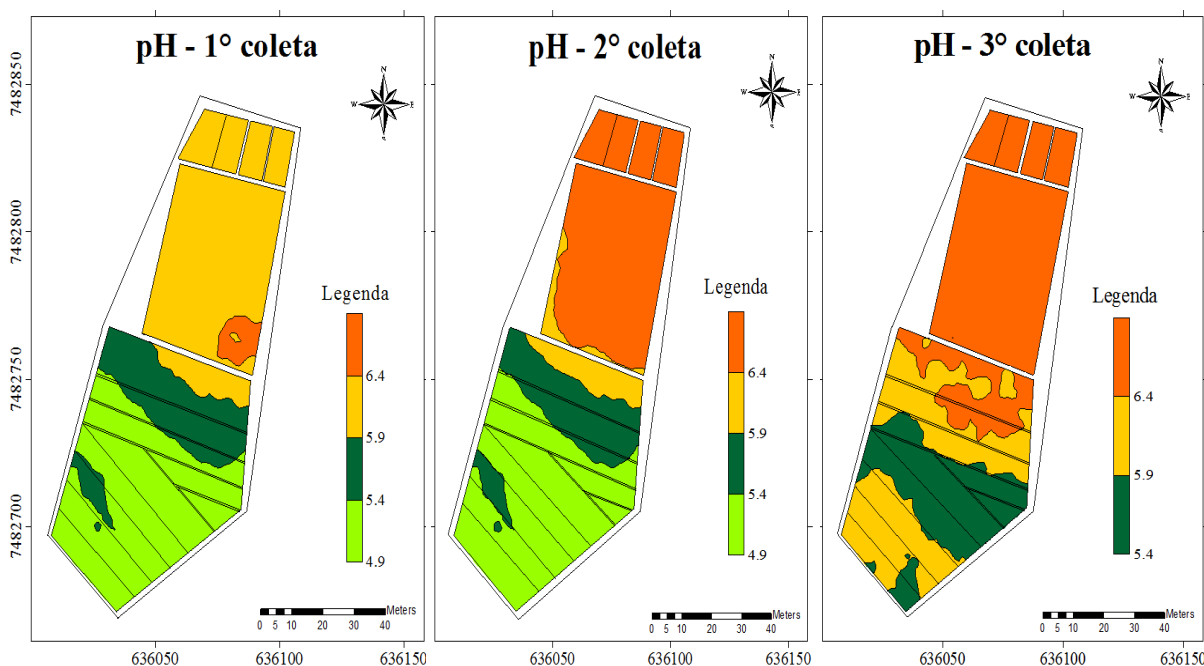 pH - 1° coleta
pH - 2° coleta
pH - 3° coleta
7482850
7482800
7482750
7482700
N
W
E
S
N
W
E
S
N
W
E
S
Legenda
6.4
5.9
5.4
4.9
Legenda
6.4
5.9
5.4
4.9
Legenda
6.4
5.9
5.4
Meters
0 5 10 20 30 40
Meters
0 5 10 20 30 40
Meters
0 5 10 20 30 40
636050 636100 636150
636050 636100 636150
636050 636100 636150